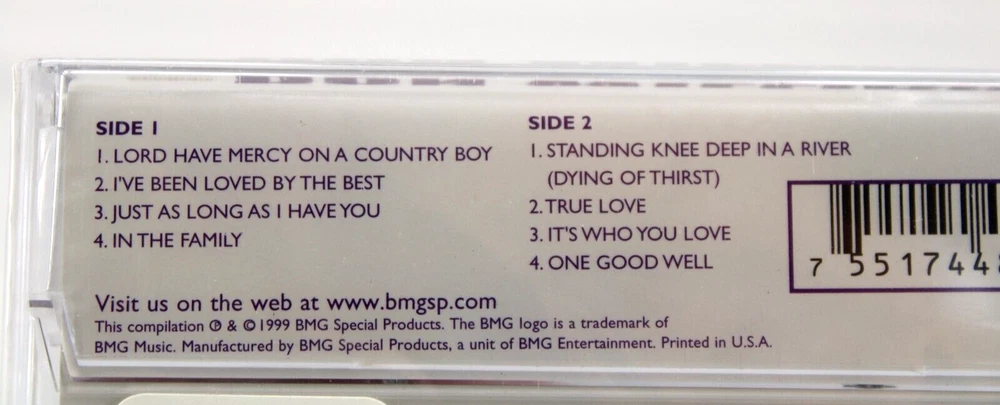 SIDE 1
1. LORD HAVE MERCY ON A COUNTRY BOY
2. I'VE BEEN LOVED BY THE BEST
3. JUST AS LONG AS I HAVE YOU
4. IN THE FAMILY
SIDE 2
1. STANDING KNEE DEEP IN A RIVER
(DYING OF THIRST)
2. TRUE LOVE
3. IT'S WHO YOU LOVE
4. ONE GOOD WELL
7 551744
Visit us on the web at www.bmgsp.com
This compilation ℗ & © 1999 BMG Special Products. The BMG logo is a trademark of
BMG Music. Manufactured by BMG Special Products, a unit of BMG Entertainment. Printed in U.S.A.